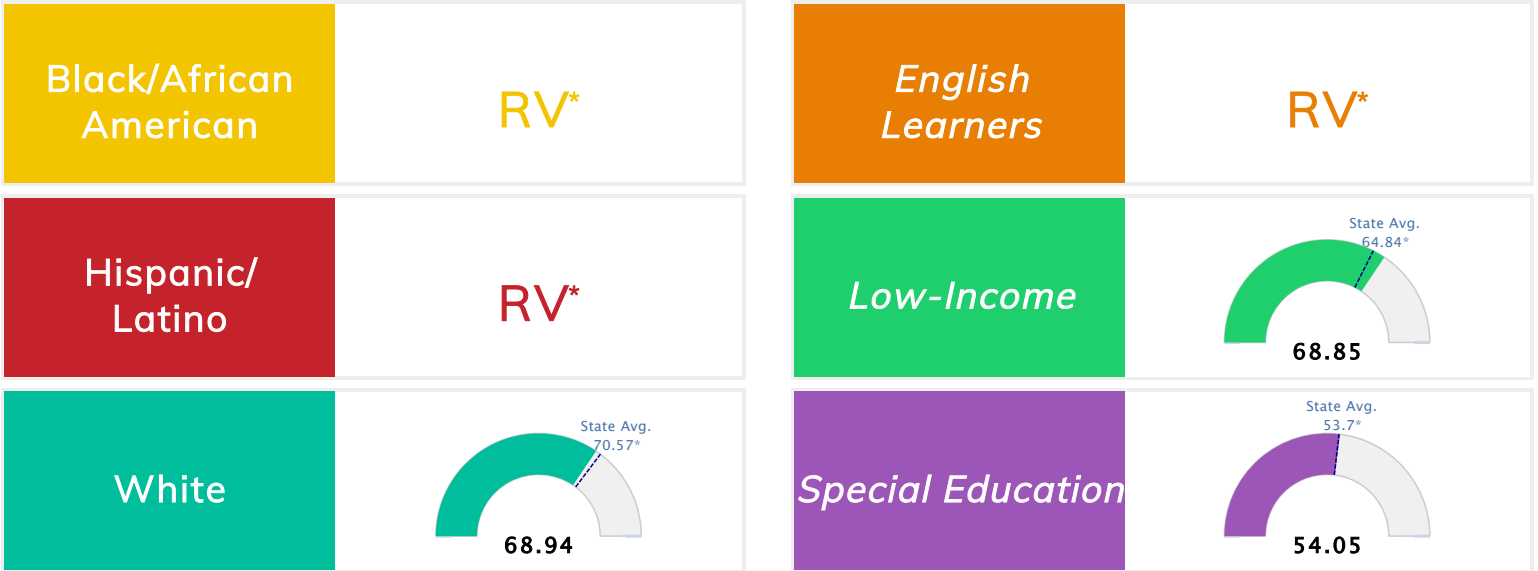 Black/African
American
RV*
English
Learners
RV*
Hispanic/
Latino
RV*
Low-Income
State Avg.
64.84*
68.85
White
State Avg.
70.57*
68.94
Special Education
State Avg.
53.7*
54.05